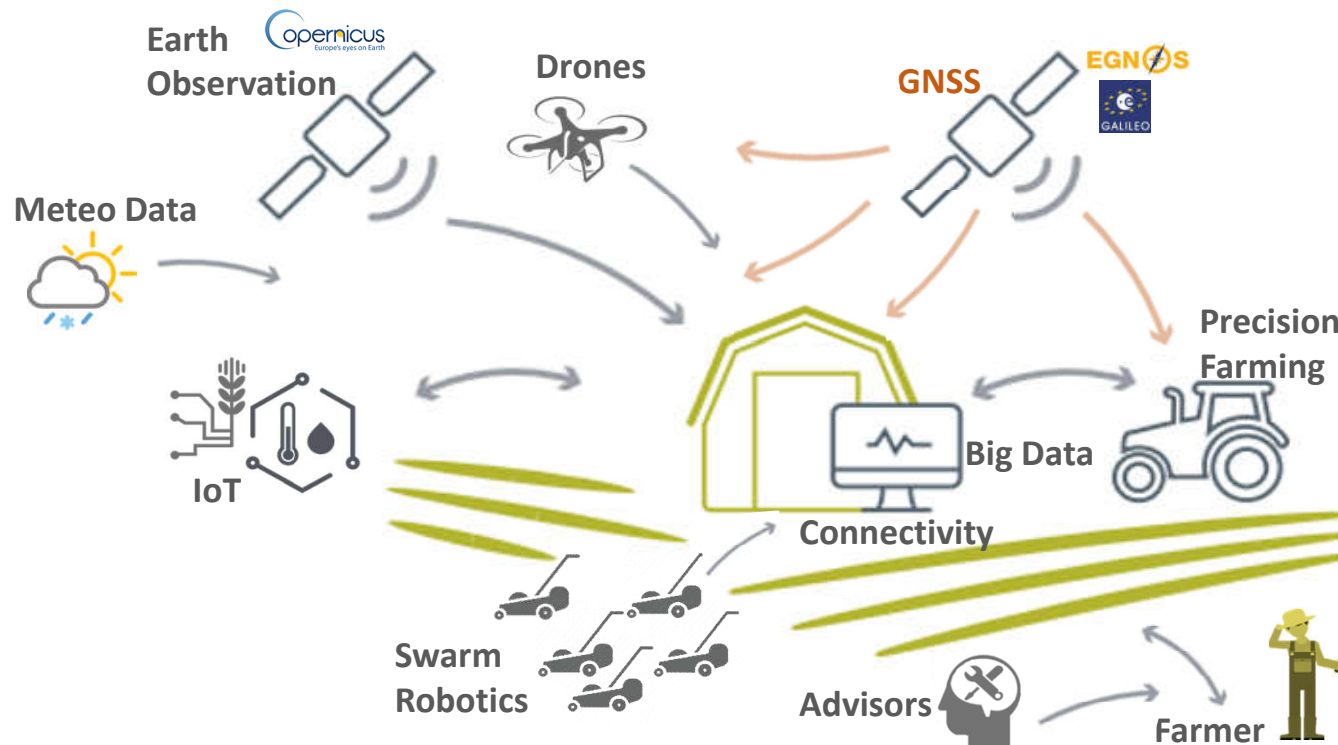 Earth
Observation
opernicus
Europe's eyes on Earth
Drones
GNSS
EGNOS
GALILEO
Meteo Data
Precision
Farming
IoT
Big Data
Connectivity
Swarm
Robotics
Advisors
Farmer